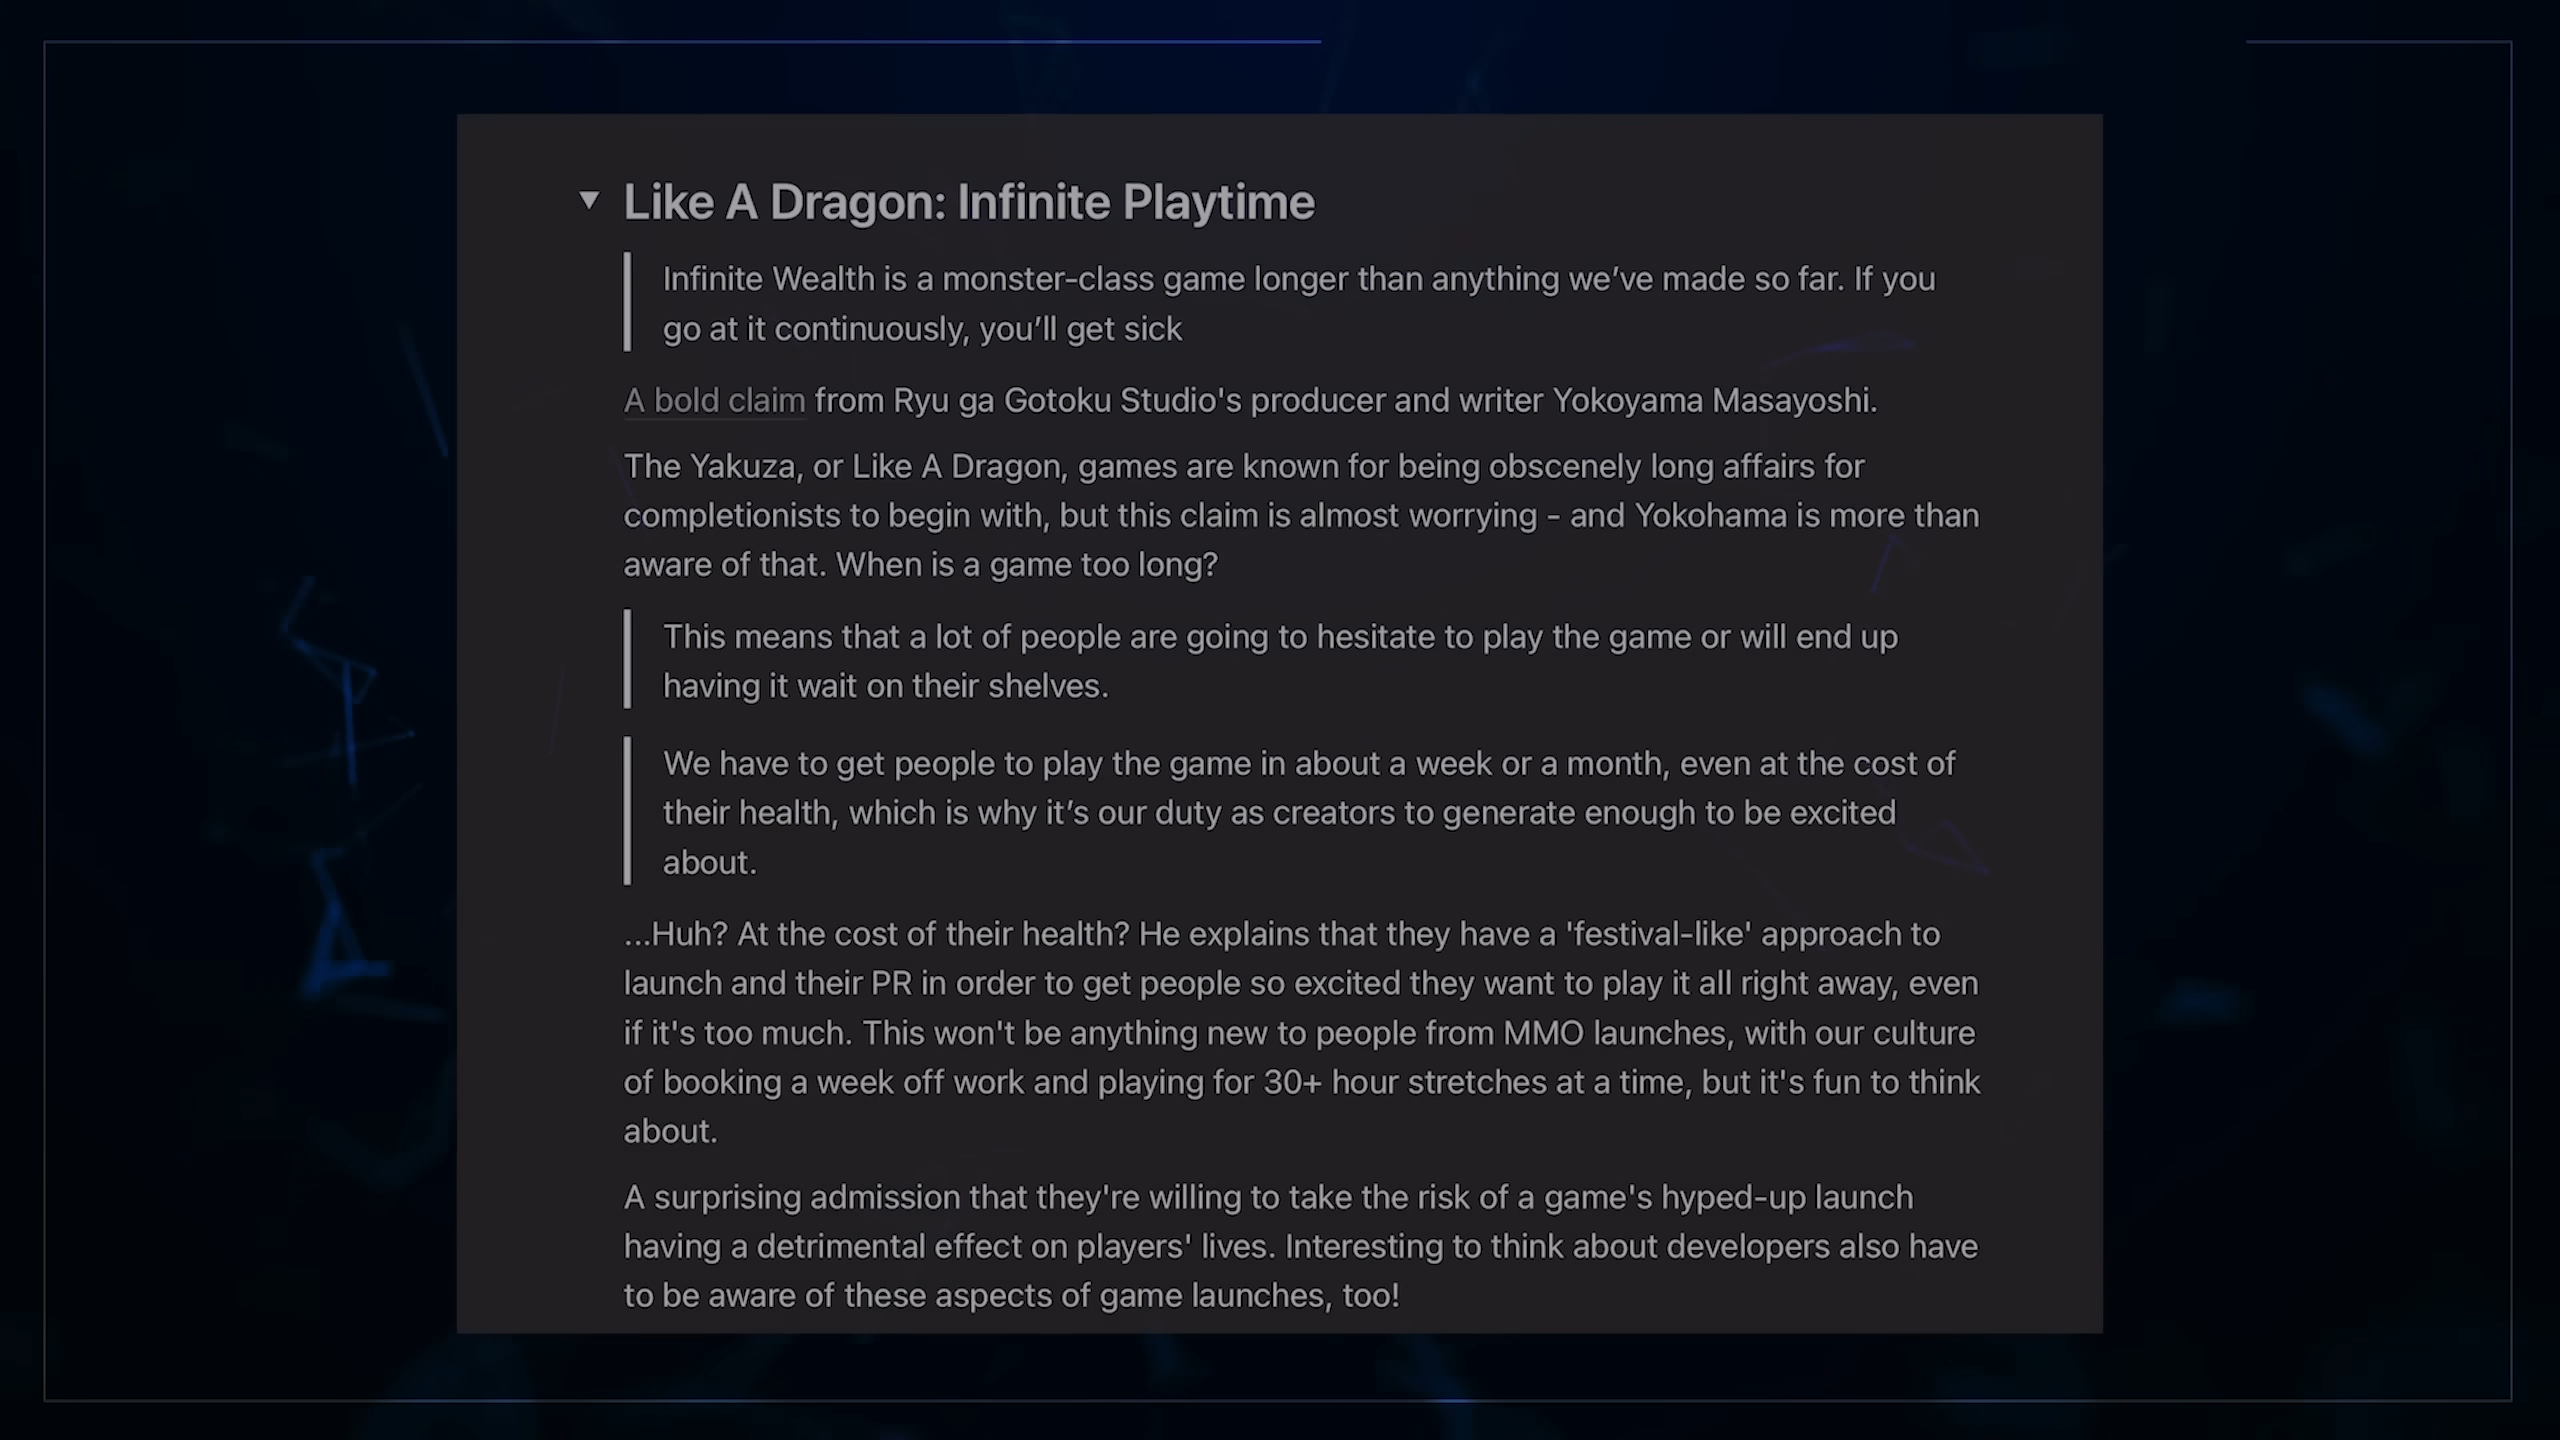 Like A Dragon: Infinite Playtime
Infinite Wealth is a monster-class game longer than anything we’ve made so far. If you
go at it continuously, you’ll get sick
A bold claim from Ryu ga Gotoku Studio's producer and writer Yokoyama Masayoshi.
The Yakuza, or Like A Dragon, games are known for being obscenely long affairs for
completionists to begin with, but this claim is almost worrying - and Yokohama is more than
aware of that. When is a game too long?
This means that a lot of people are going to hesitate to play the game or will end up
having it wait on their shelves.
We have to get people to play the game in about a week or a month, even at the cost of
their health, which is why it’s our duty as creators to generate enough to be excited
about.
...Huh? At the cost of their health? He explains that they have a 'festival-like' approach to
launch and their PR in order to get people so excited they want to play it all right away, even
if it's too much. This won't be anything new to people from MMO launches, with our culture
of booking a week off work and playing for 30+ hour stretches at a time, but it's fun to think
about.
A surprising admission that they're willing to take the risk of a game's hyped-up launch
having a detrimental effect on players' lives. Interesting to think about developers also have
to be aware of these aspects of game launches, too!